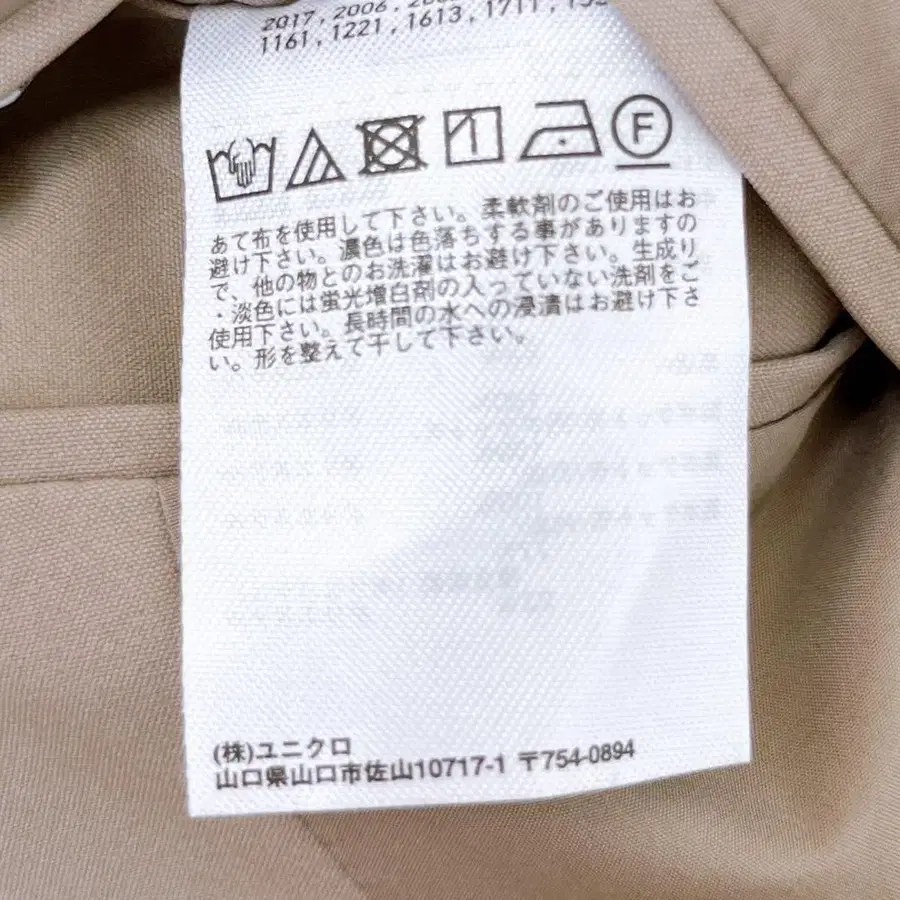 2017, 2006,
1161, 1221, 1613, 1711,
F
あて布を使用して下さい。柔軟剤のご使用はお
避け下さい。濃色は色落ちする事がありますの
で、他の物とのお洗濯はお避け下さい。生成り
・淡色には蛍光増白剤の入っていない洗剤をご
使用下さい。長時間の水への浸漬はお避け下さ
い。形を整えて干して下さい。
(株)ユニクロ
山口県山口市佐山10717-1 〒754-0894